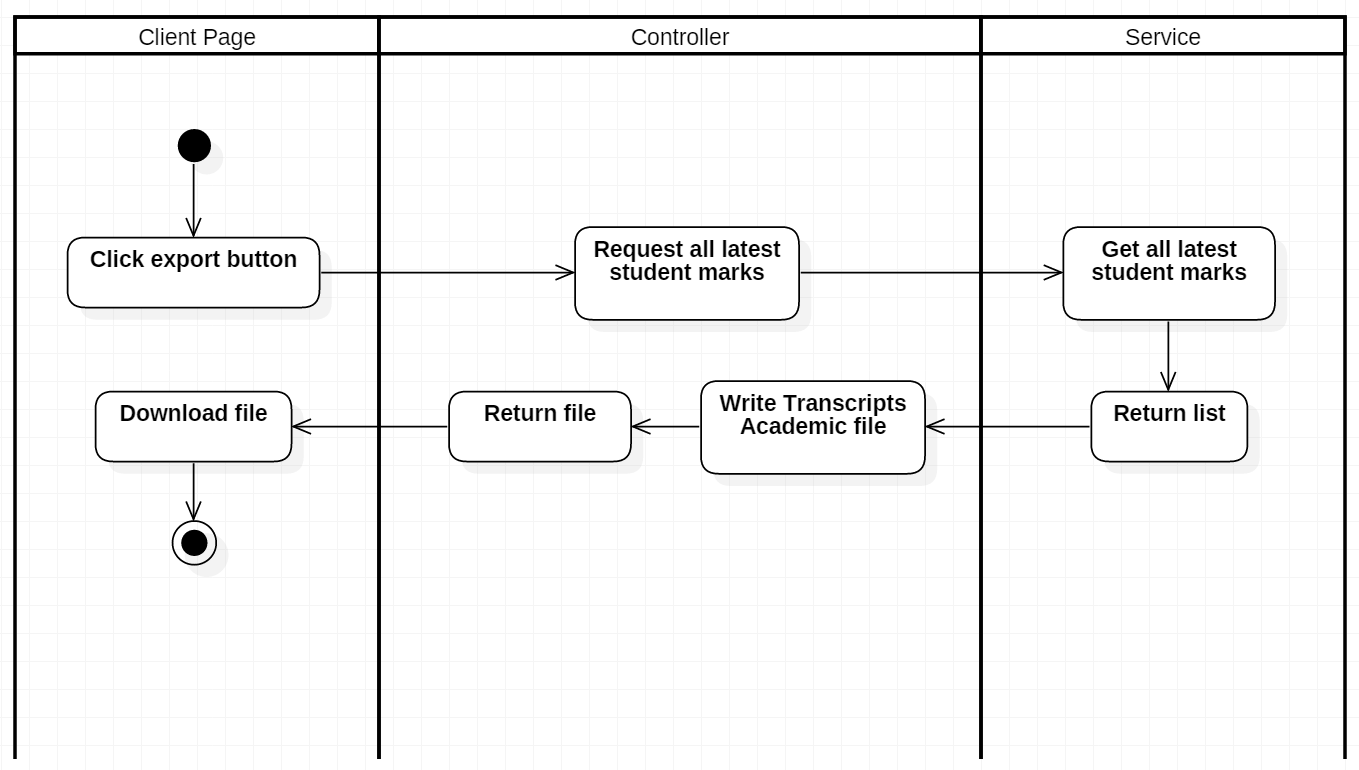 Client Page
Controller
Service
Click export button
Request all latest
student marks
Get all latest
student marks
Download file
Return file
Write Transcripts
Academic file
Return list